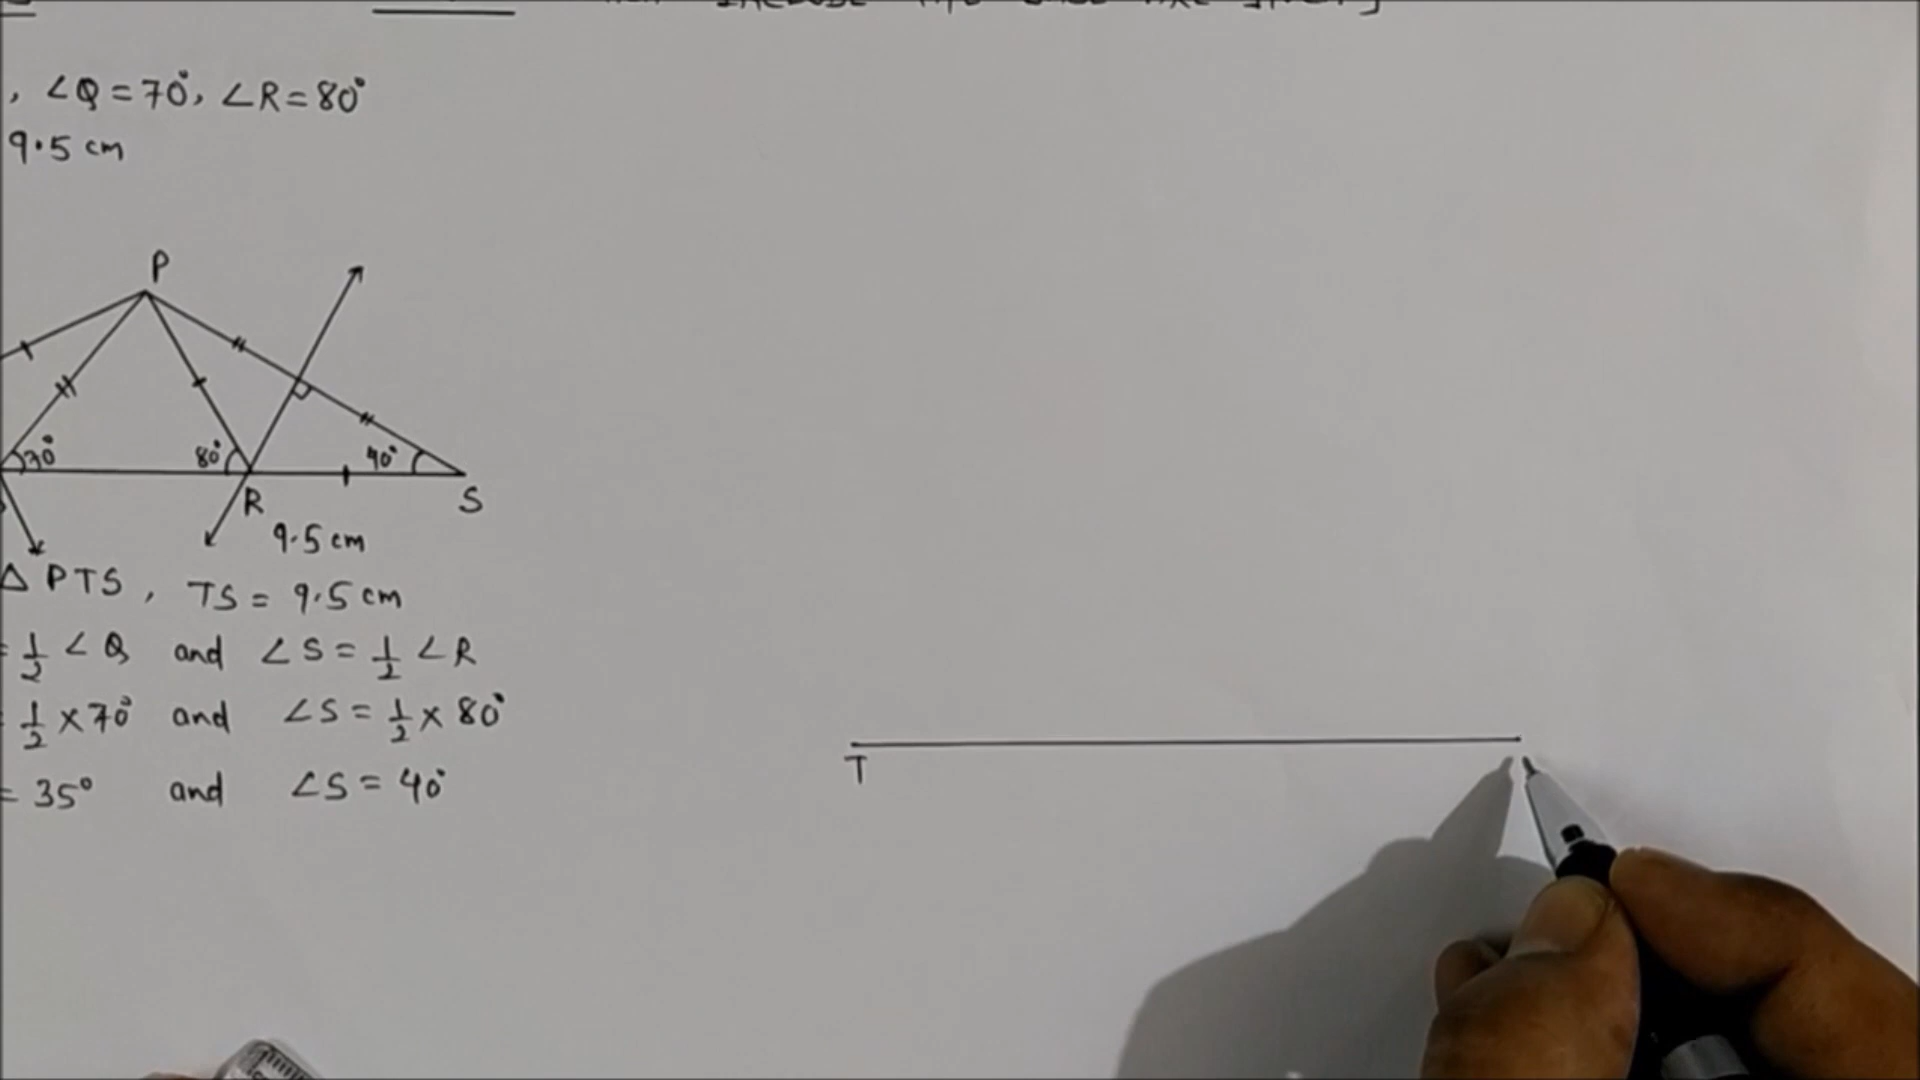 , ∠Q = 70°, ∠R = 80°
9.5 cm
P
70°
80°
40°
R
S
9.5 cm
△ PTS, TS = 9.5 cm
= 1/2 ∠Q and ∠S = 1/2 ∠R
= 1/2 × 70° and ∠S = 1/2 × 80°
= 35° and ∠S = 40°
T